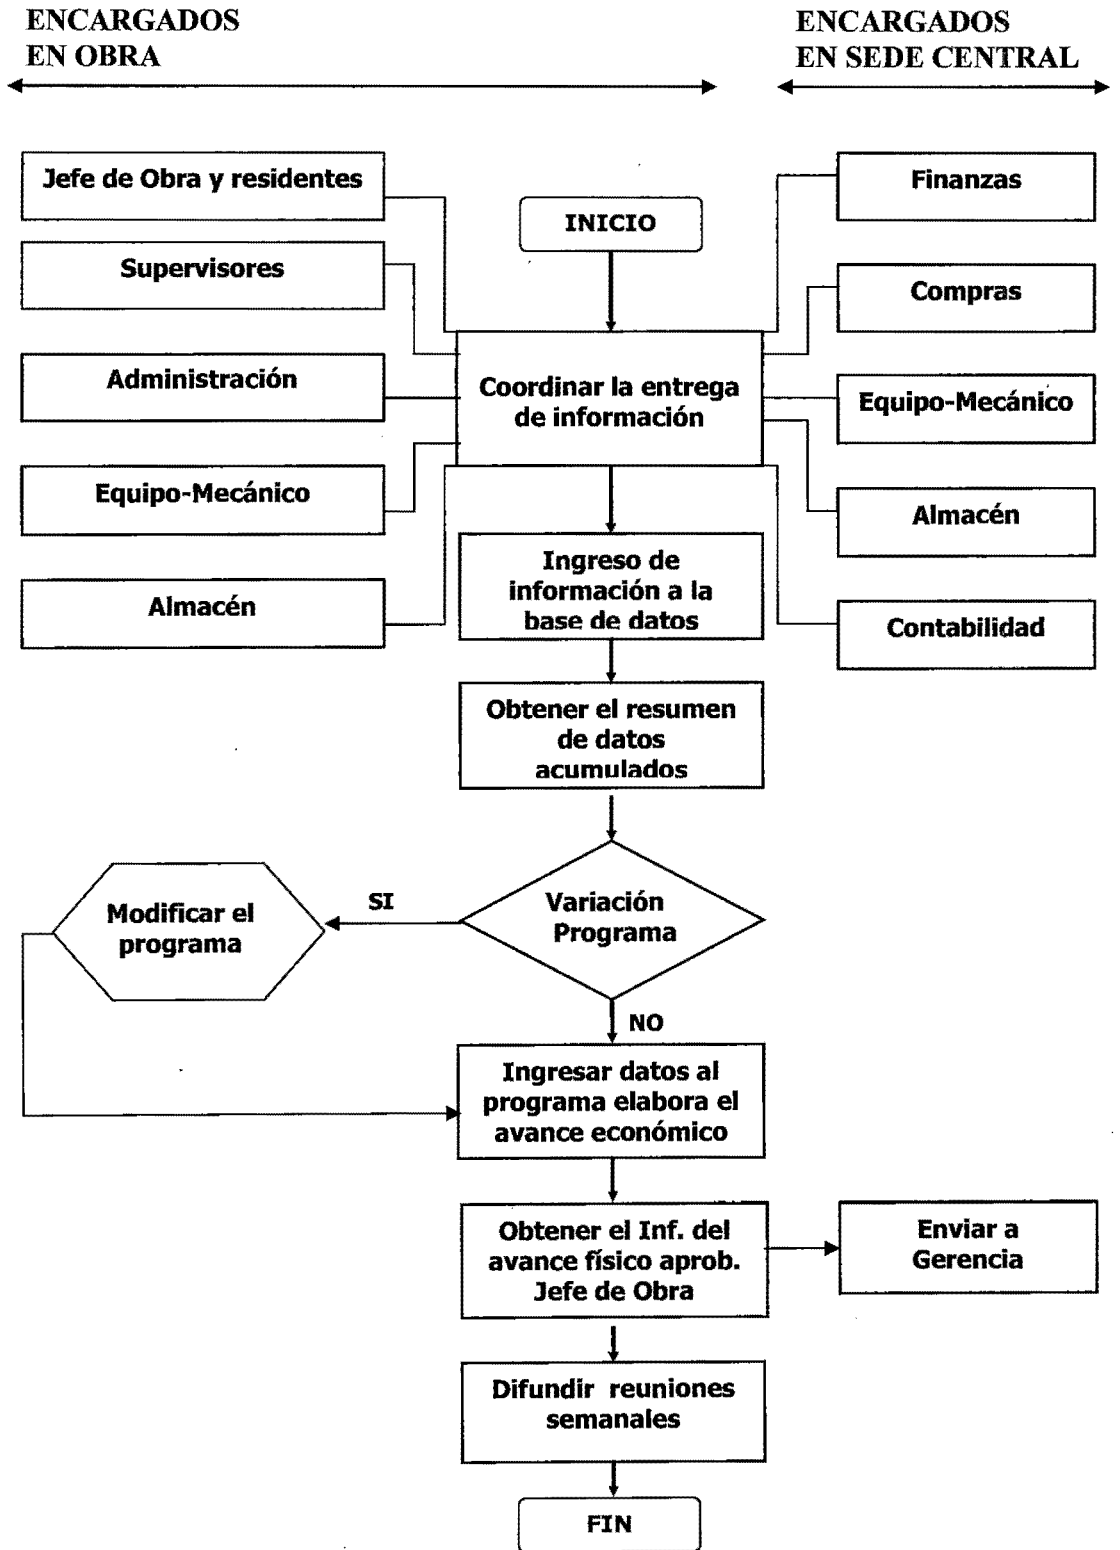 ENCARGADOS
EN OBRA
ENCARGADOS
EN SEDE CENTRAL
Jefe de Obra y residentes
Supervisores
Administración
Equipo-Mecánico
Almacén
INICIO
Finanzas
Compras
Equipo-Mecánico
Almacén
Contabilidad
Coordinar la entrega
de información
Ingreso de
información a la
base de datos
Obtener el resumen
de datos
acumulados
Variación
Programa
SI
Modificar el
programa
NO
Ingresar datos al
programa elabora el
avance económico
Obtener el Inf. del
avance físico aprob.
Jefe de Obra
Enviar a
Gerencia
Difundir reuniones
semanales
FIN